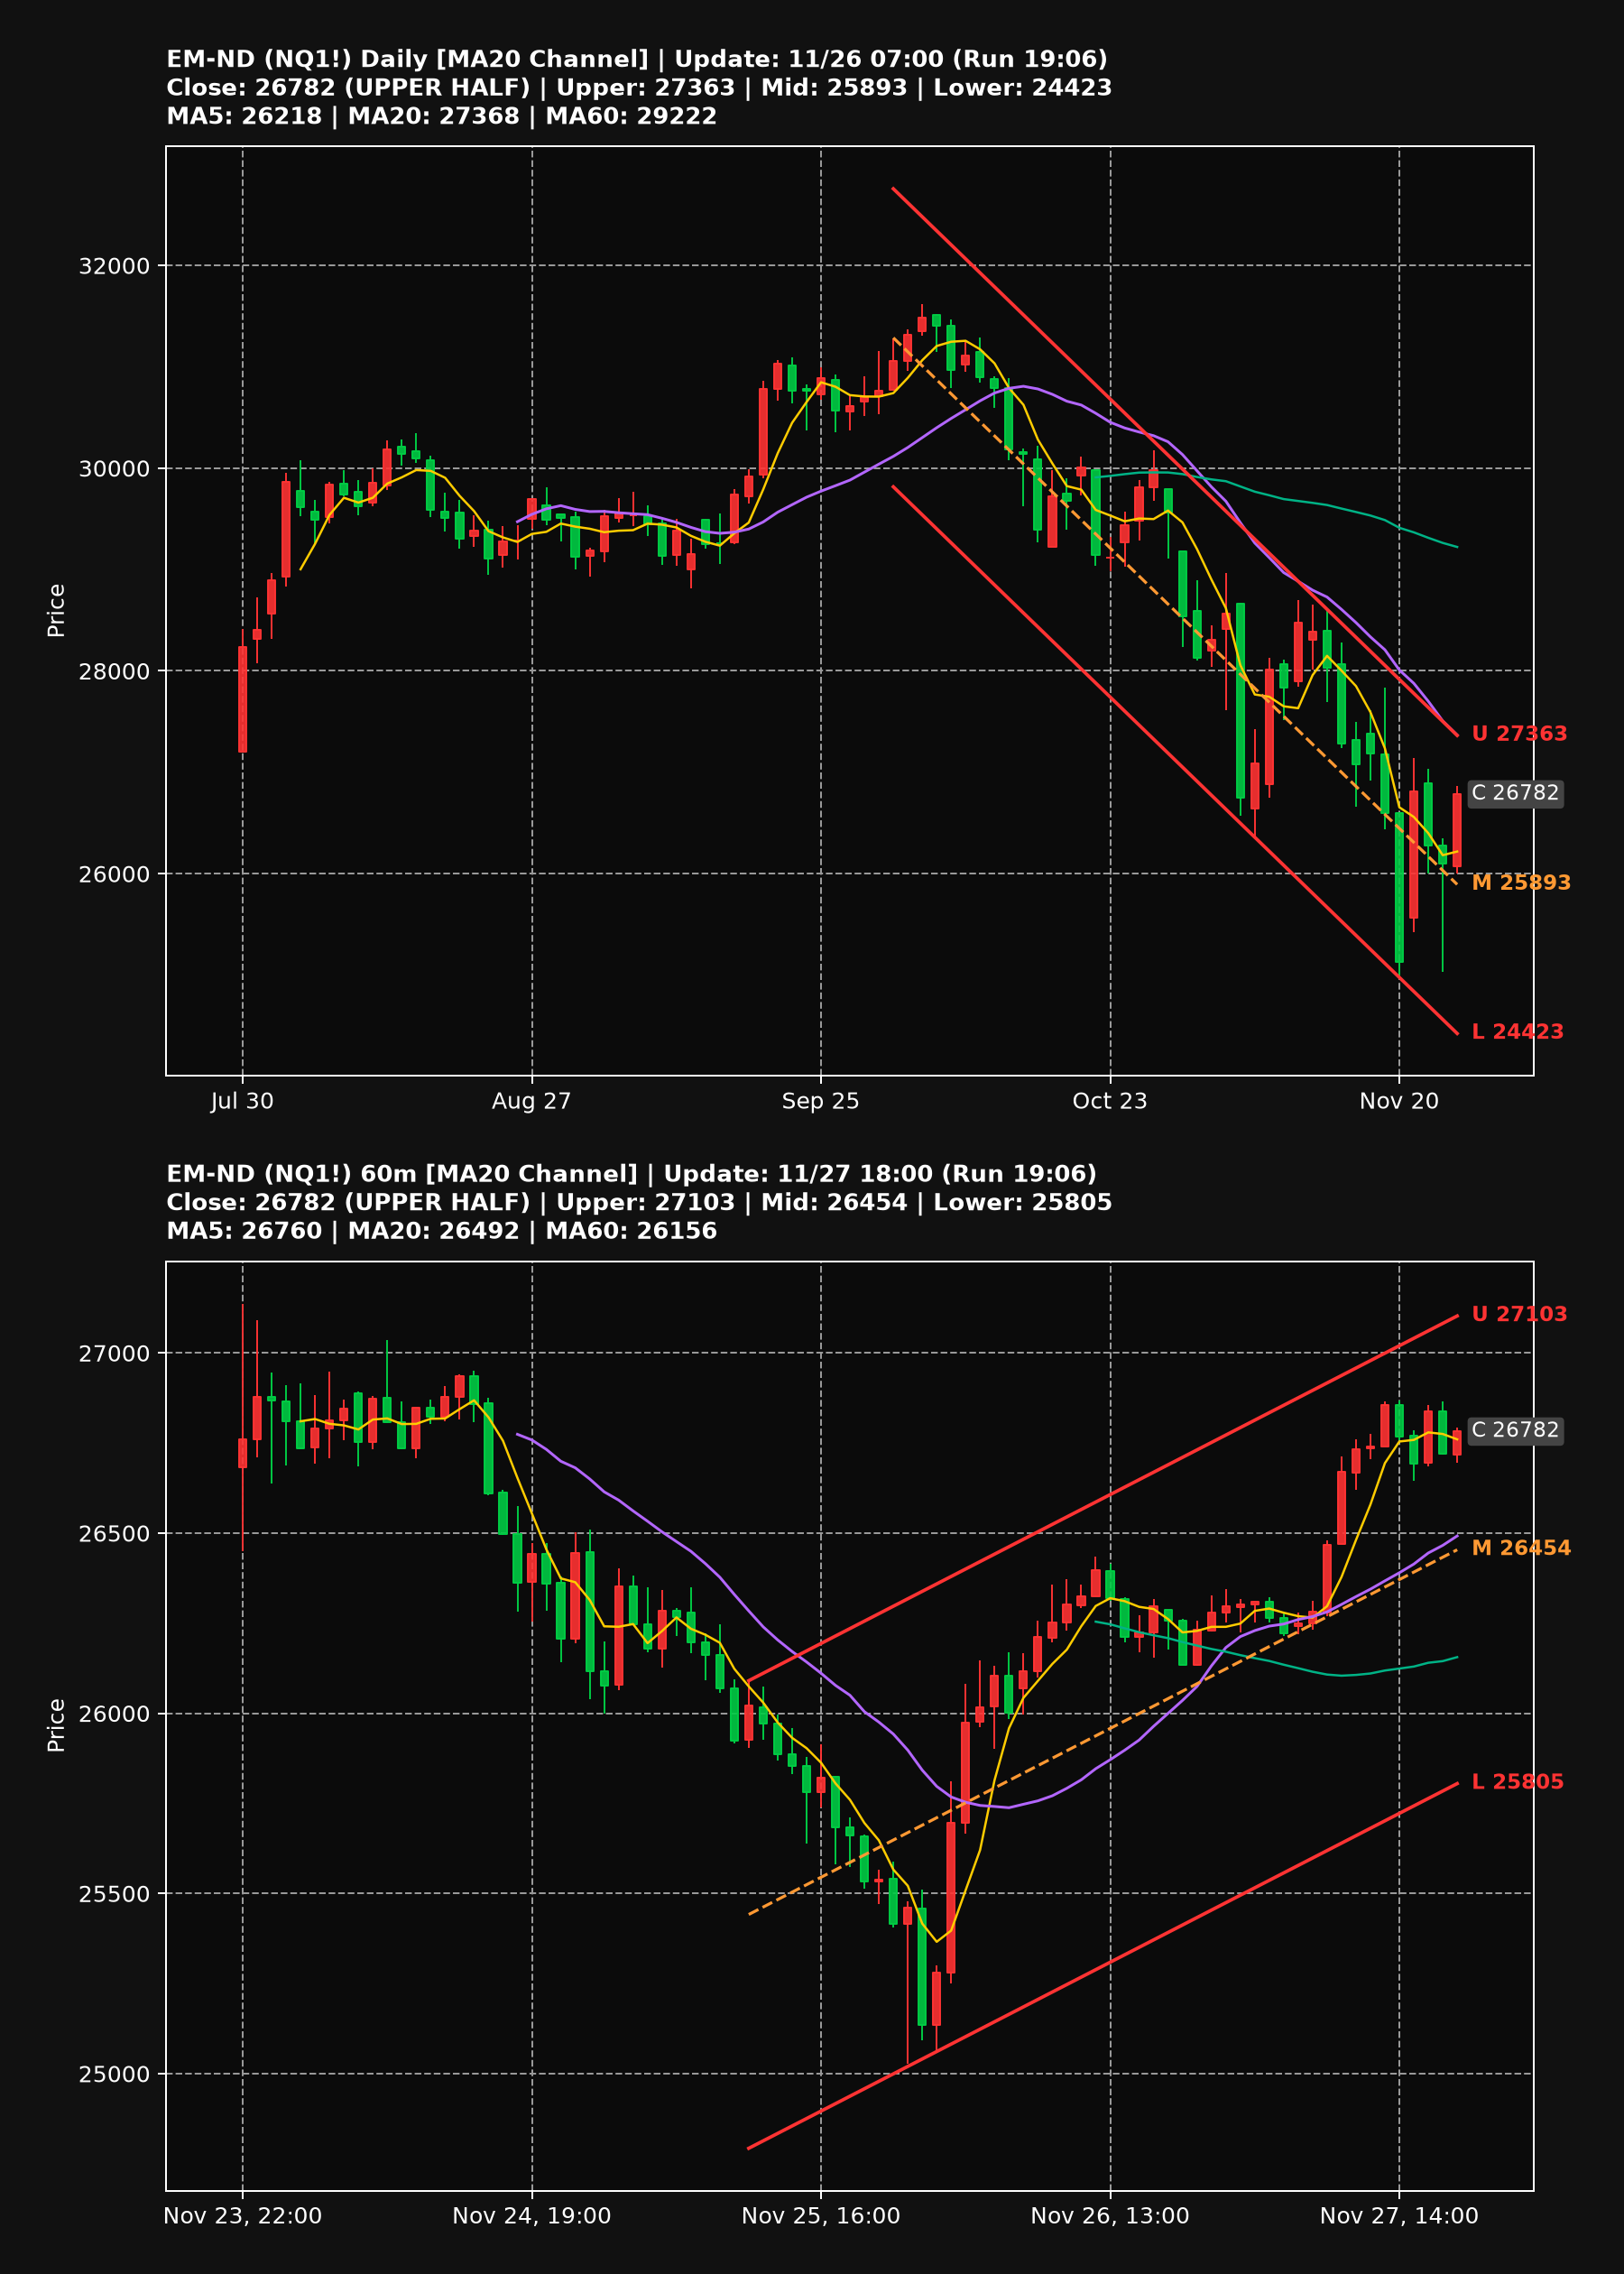 EM-ND (NQ1!) Daily [MA20 Channel] | Update: 11/26 07:00 (Run 19:06)
Close: 26782 (UPPER HALF) | Upper: 27363 | Mid: 25893 | Lower: 24423
MA5: 26218 | MA20: 27368 | MA60: 29222
Price
32000
30000
28000
26000
U 27363
C 26782
M 25893
L 24423
Jul 30
Aug 27
Sep 25
Oct 23
Nov 20
EM-ND (NQ1!) 60m [MA20 Channel] | Update: 11/27 18:00 (Run 19:06)
Close: 26782 (UPPER HALF) | Upper: 27103 | Mid: 26454 | Lower: 25805
MA5: 26760 | MA20: 26492 | MA60: 26156
Price
27000
26500
26000
25500
25000
U 27103
C 26782
M 26454
L 25805
Nov 23, 22:00
Nov 24, 19:00
Nov 25, 16:00
Nov 26, 13:00
Nov 27, 14:00